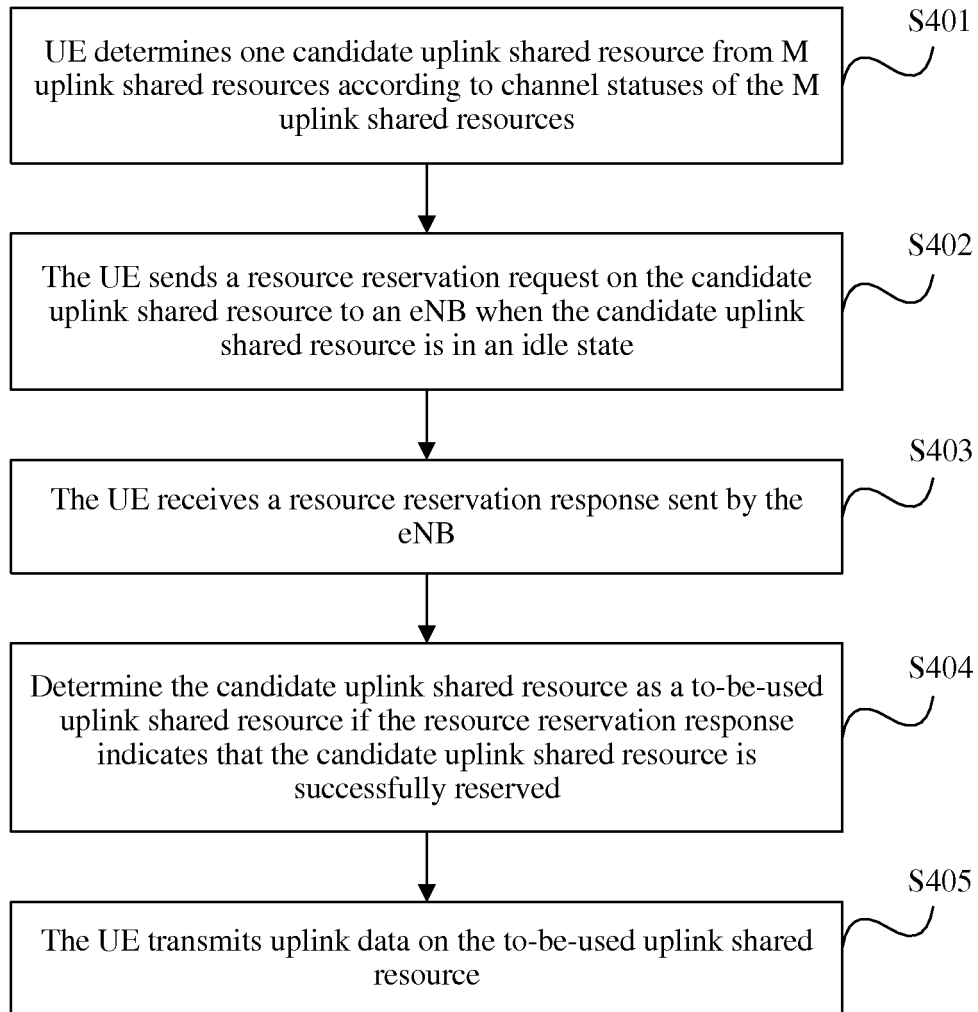 S401
UE determines one candidate uplink shared resource from M
uplink shared resources according to channel statuses of the M
uplink shared resources
S402
The UE sends a resource reservation request on the candidate
uplink shared resource to an eNB when the candidate uplink
shared resource is in an idle state
S403
The UE receives a resource reservation response sent by the
eNB
S404
Determine the candidate uplink shared resource as a to-be-used
uplink shared resource if the resource reservation response
indicates that the candidate uplink shared resource is
successfully reserved
S405
The UE transmits uplink data on the to-be-used uplink shared
resource